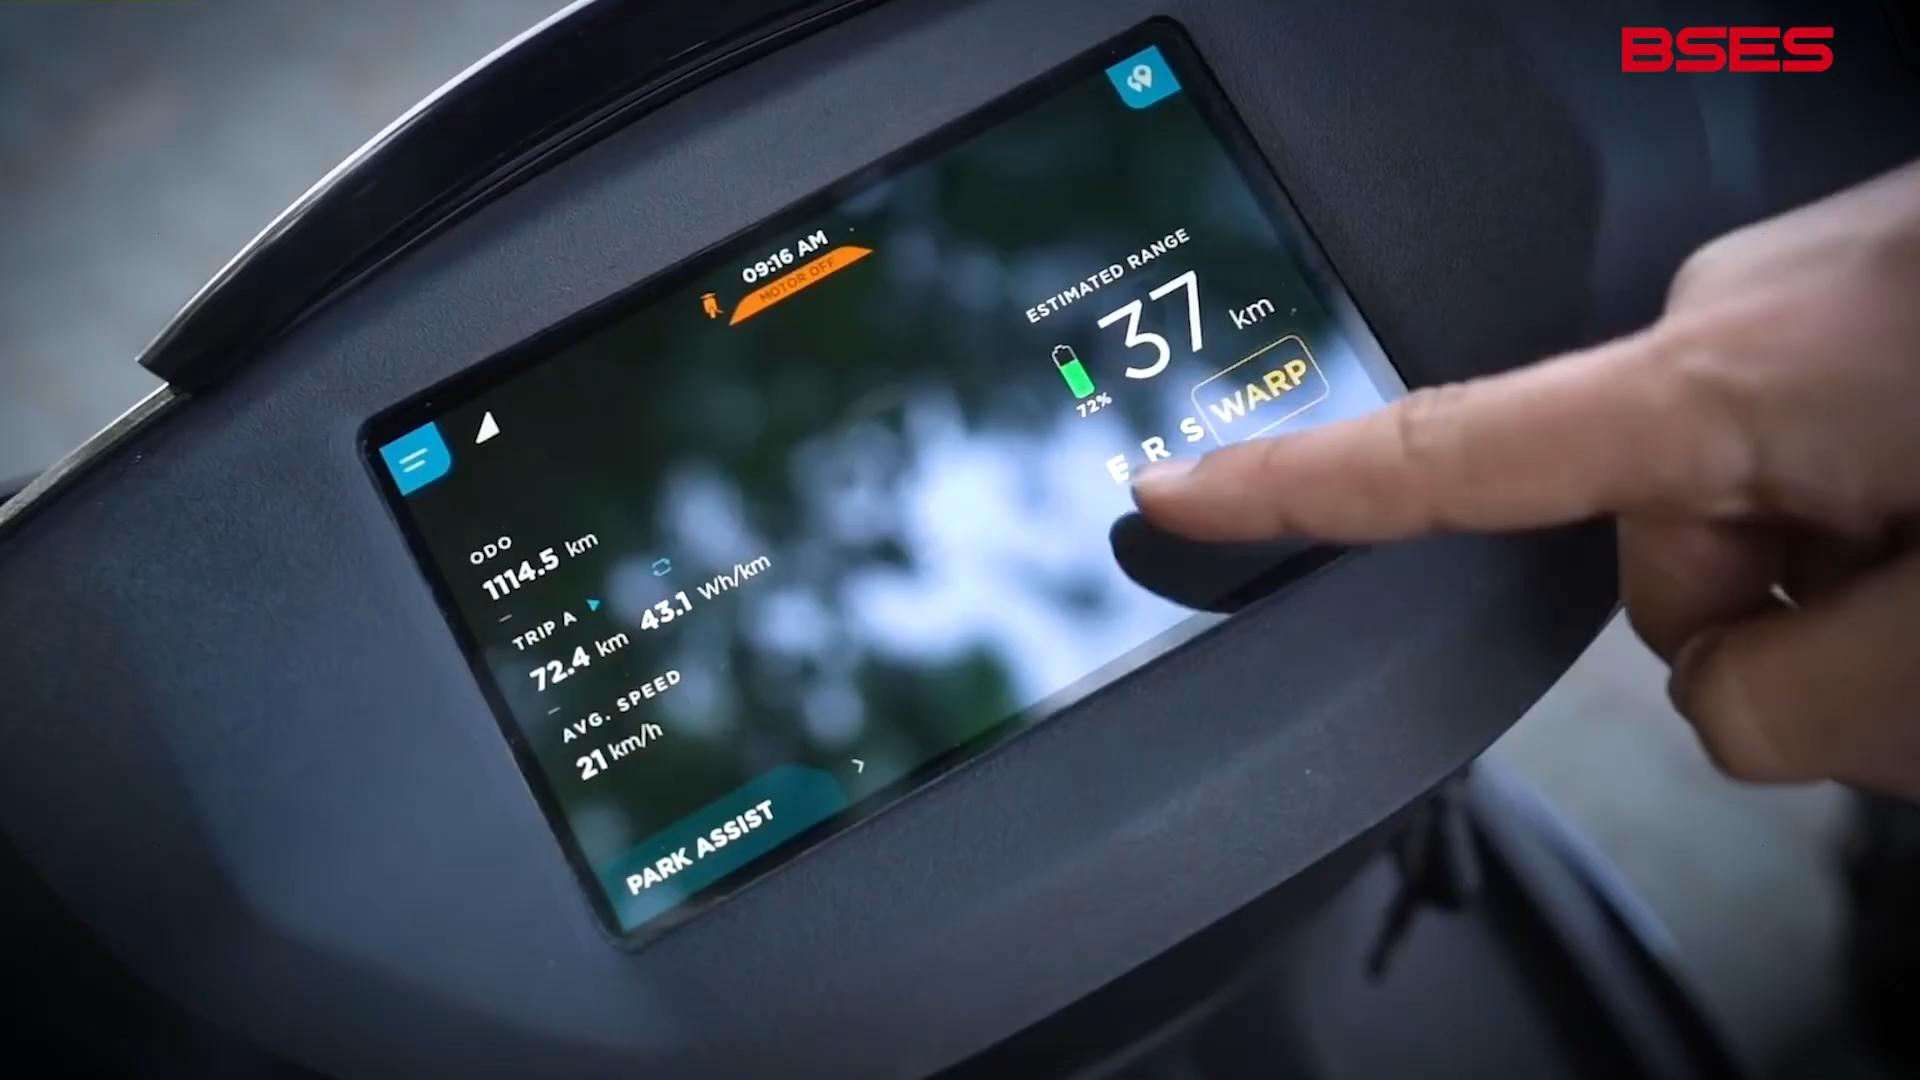 BSES
09:16 AM
MOTOR OFF
ESTIMATED RANGE
37 km
72%
E R S WARP
ODO
1114.5 km
TRIP A
72.4 km 43.1 Wh/km
AVG. SPEED
21 km/h
PARK ASSIST